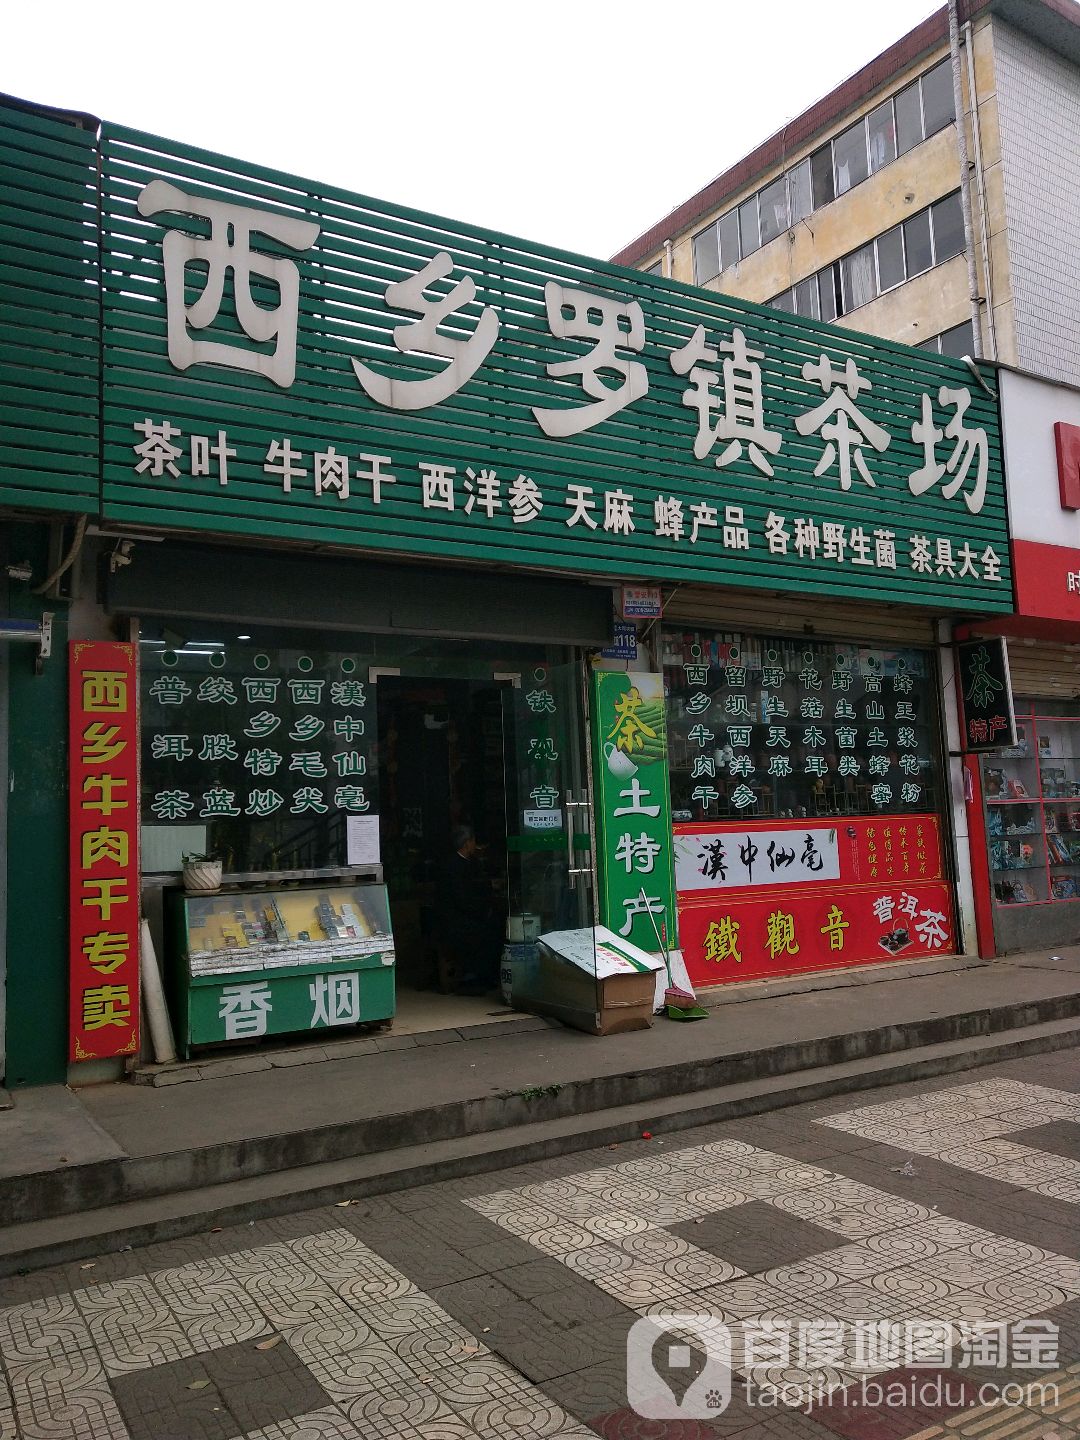 西乡罗镇茶场
茶叶 牛肉干 西洋参 天麻 蜂产品 各种野生菌 茶具大全
西乡牛肉干专卖
普洱茶
绞股蓝
西乡特炒
西乡毛尖
漢中仙毫
铁观音
118
茶
土特产
西乡牛肉干
留坝西洋参
野生天麻
花菇木耳
野生菌类
高山土蜂蜜
蜂王浆花粉
茶
特产
时
漢中仙毫
鐵觀音
普洱茶
香烟
百度地图淘金
taojin.baidu.com